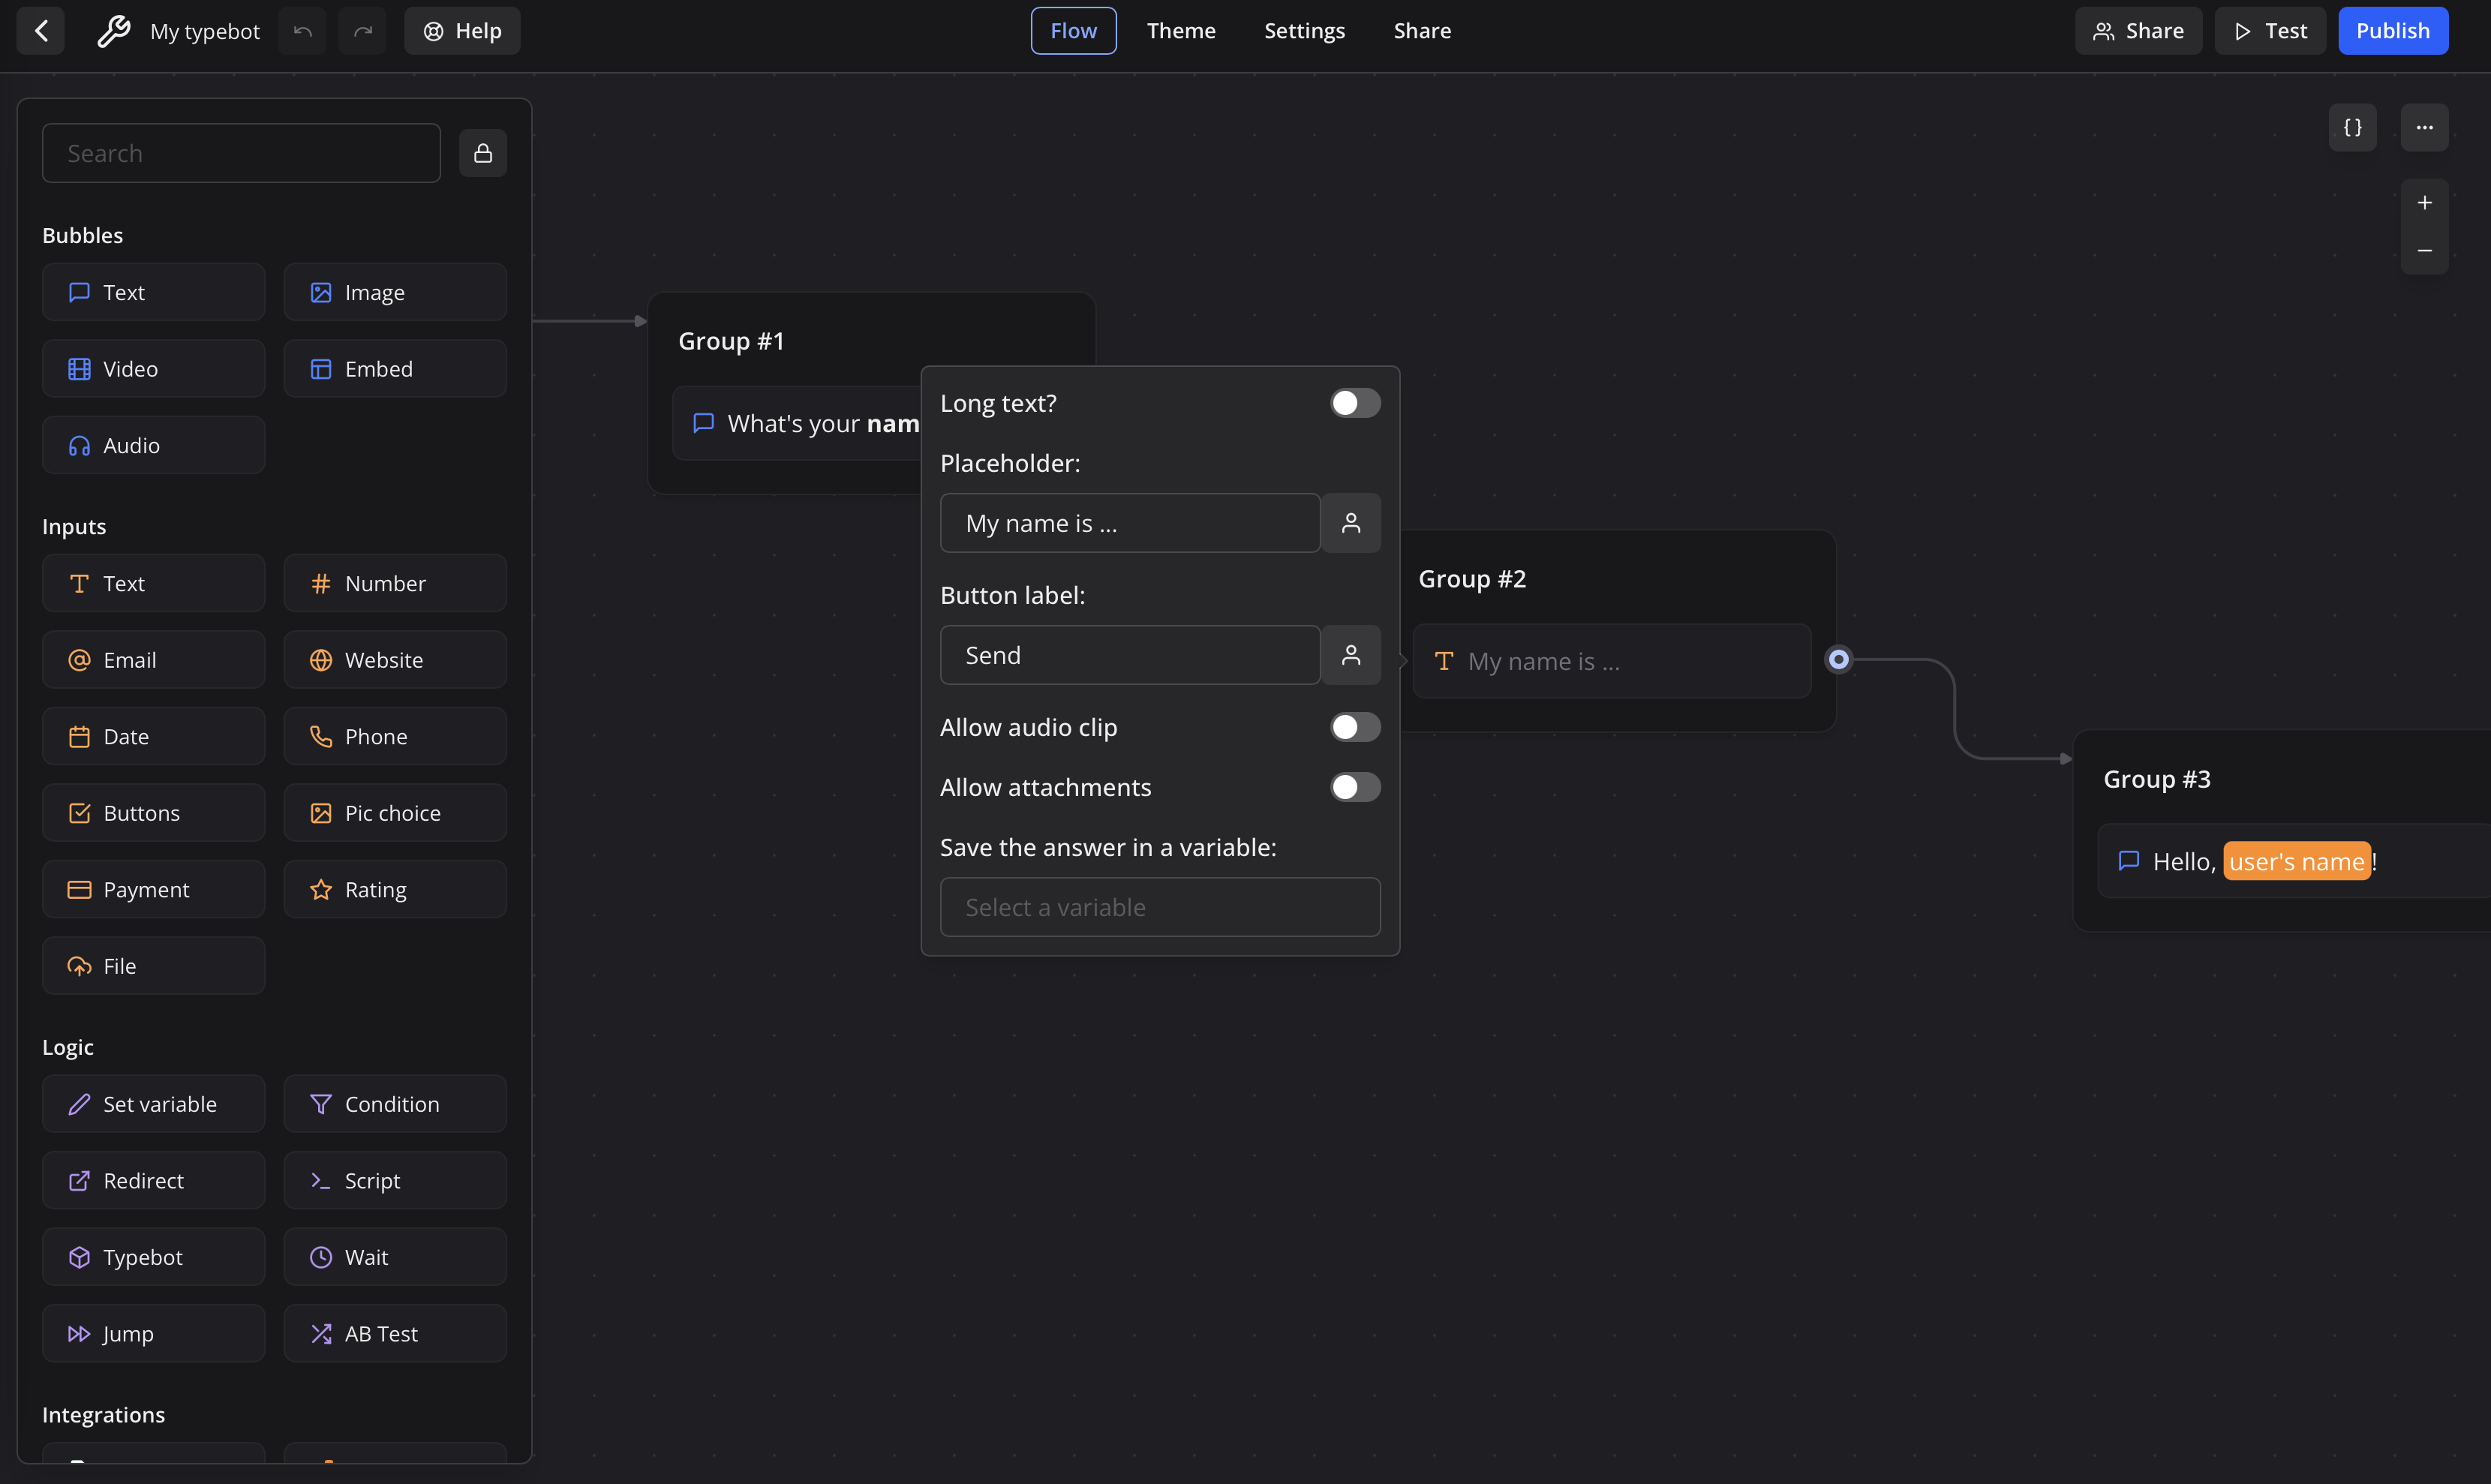 My typebot
Help
Flow
Theme
Settings
Share
Share
Test
Publish
Search
Bubbles
Text
Image
Video
Embed
Audio
Inputs
Text
Number
Email
Website
Date
Phone
Buttons
Pic choice
Payment
Rating
File
Logic
Set variable
Condition
Redirect
Script
Typebot
Wait
Jump
AB Test
Integrations
Group #1
What's your nam
Long text?
Placeholder:
My name is ...
Button label:
Send
Allow audio clip
Allow attachments
Save the answer in a variable:
Select a variable
Group #2
My name is ...
Group #3
Hello, user's name!